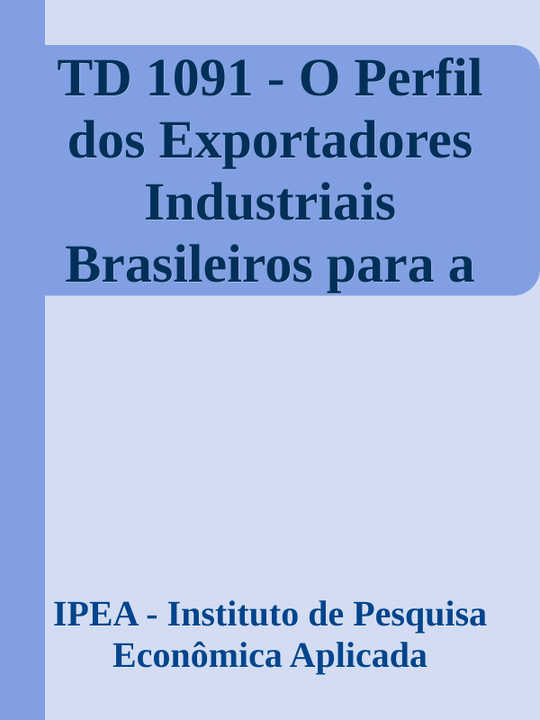 TD 1091 - O Perfil
dos Exportadores
Industriais
Brasileiros para a
IPEA - Instituto de Pesquisa
Econômica Aplicada